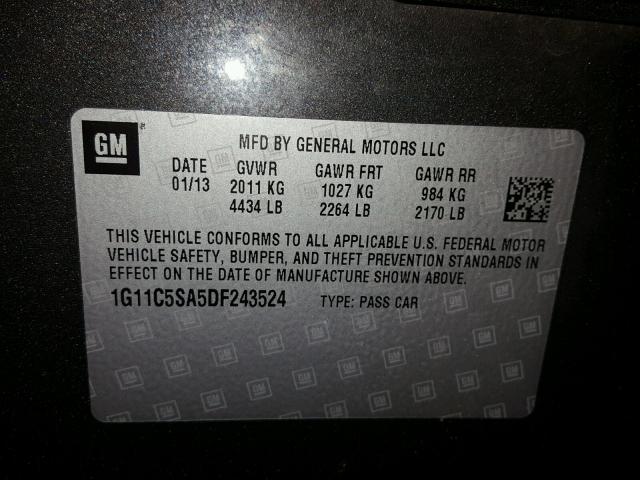 GM
MFD BY GENERAL MOTORS LLC
DATE GVWR GAWR FRT GAWR RR
01/13 2011 KG 1027 KG 984 KG
4434 LB 2264 LB 2170 LB
THIS VEHICLE CONFORMS TO ALL APPLICABLE U.S. FEDERAL MOTOR
VEHICLE SAFETY, BUMPER, AND THEFT PREVENTION STANDARDS IN
EFFECT ON THE DATE OF MANUFACTURE SHOWN ABOVE.
1G11C5SA5DF243524 TYPE: PASS CAR